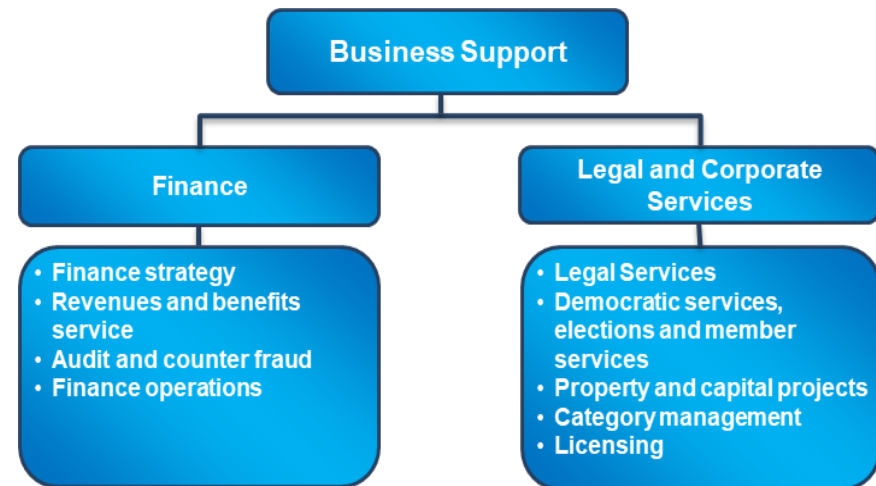 Business Support
Finance
Legal and Corporate
Services
• Finance strategy
• Revenues and benefits
service
• Audit and counter fraud
• Finance operations
• Legal Services
• Democratic services,
elections and member
services
• Property and capital projects
• Category management
• Licensing